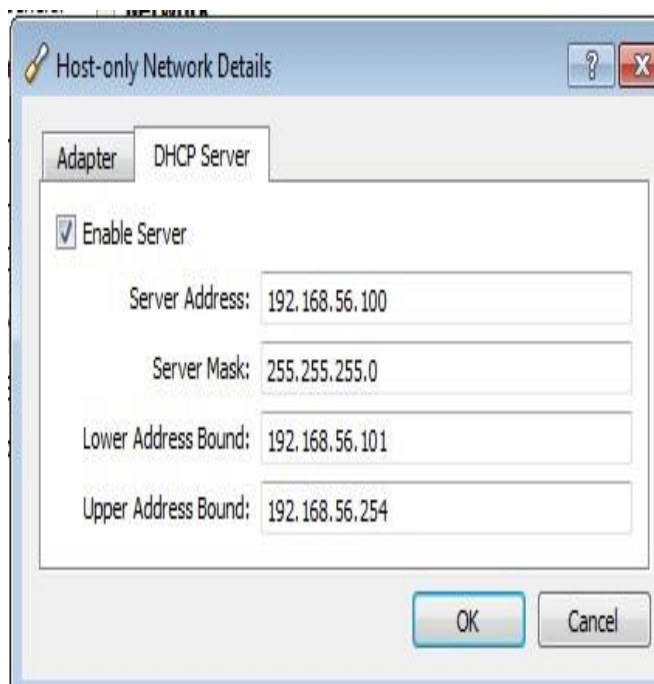 Network
Host-only Network Details
?
X
Adapter
DHCP Server
Enable Server
Server Address: 192.168.56.100
Server Mask: 255.255.255.0
Lower Address Bound: 192.168.56.101
Upper Address Bound: 192.168.56.254
OK
Cancel